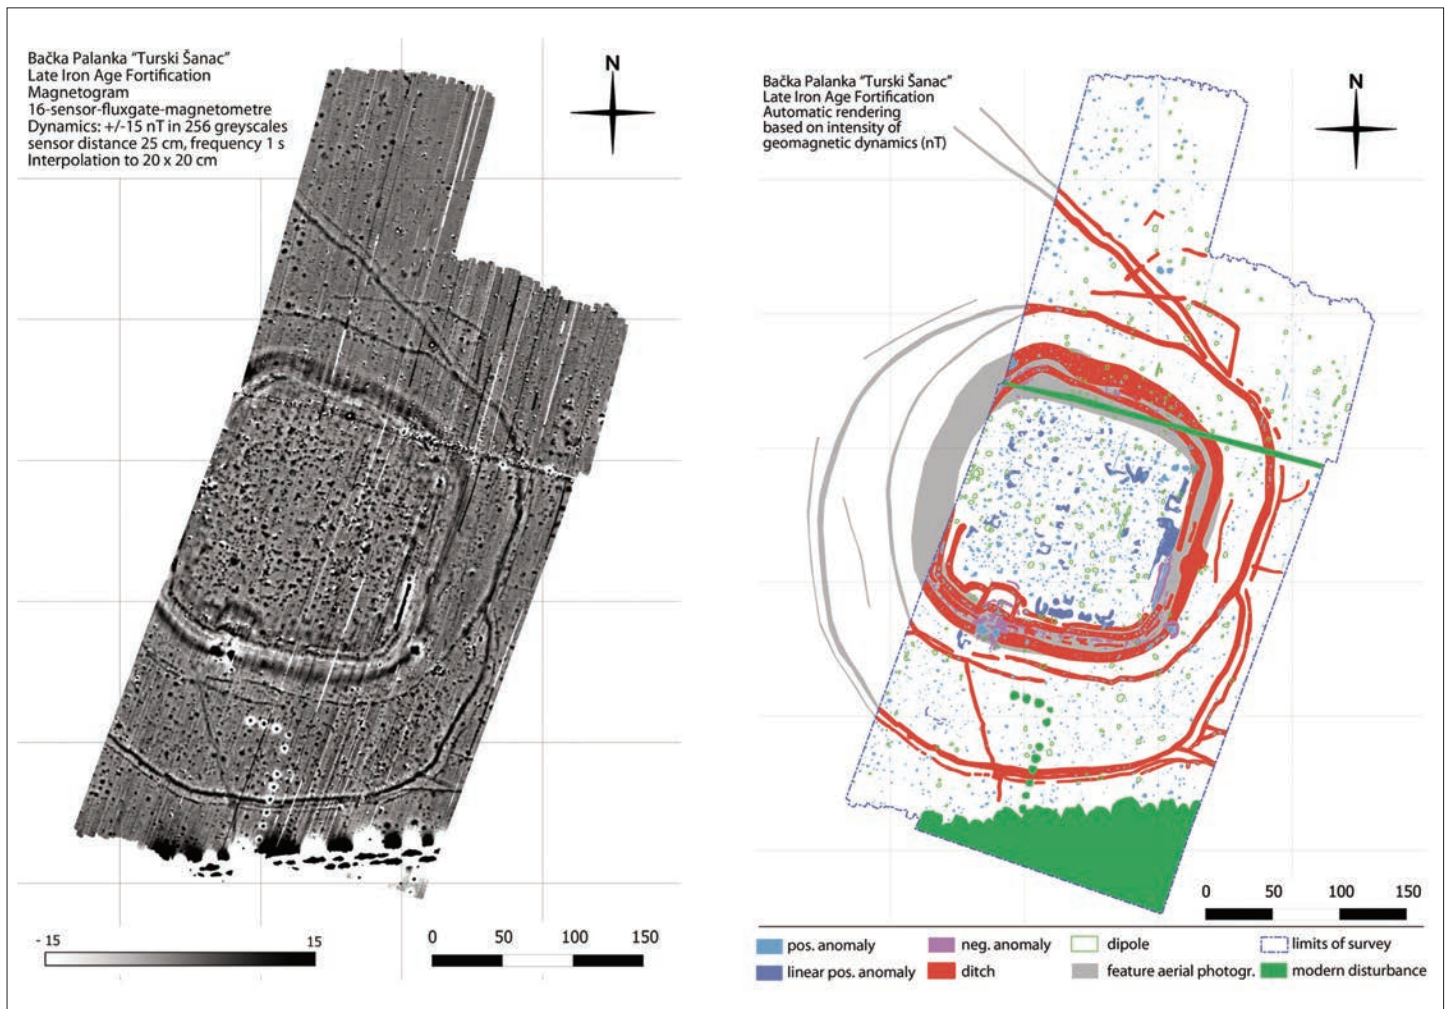 Bačka Palanka “Turski Šanac”
Late Iron Age Fortification
Magnetogram
16-sensor-fluxgate-magnetometre
Dynamics: +/-15 nT in 256 greyscales
sensor distance 25 cm, frequency 1 s
Interpolation to 20 x 20 cm
N
- 15 15
0 50 100 150
Bačka Palanka “Turski Šanac”
Late Iron Age Fortification
Automatic rendering
based on intensity of
geomagnetic dynamics (nT)
N
0 50 100 150
pos. anomaly neg. anomaly dipole limits of survey
linear pos. anomaly ditch feature aerial photogr. modern disturbance